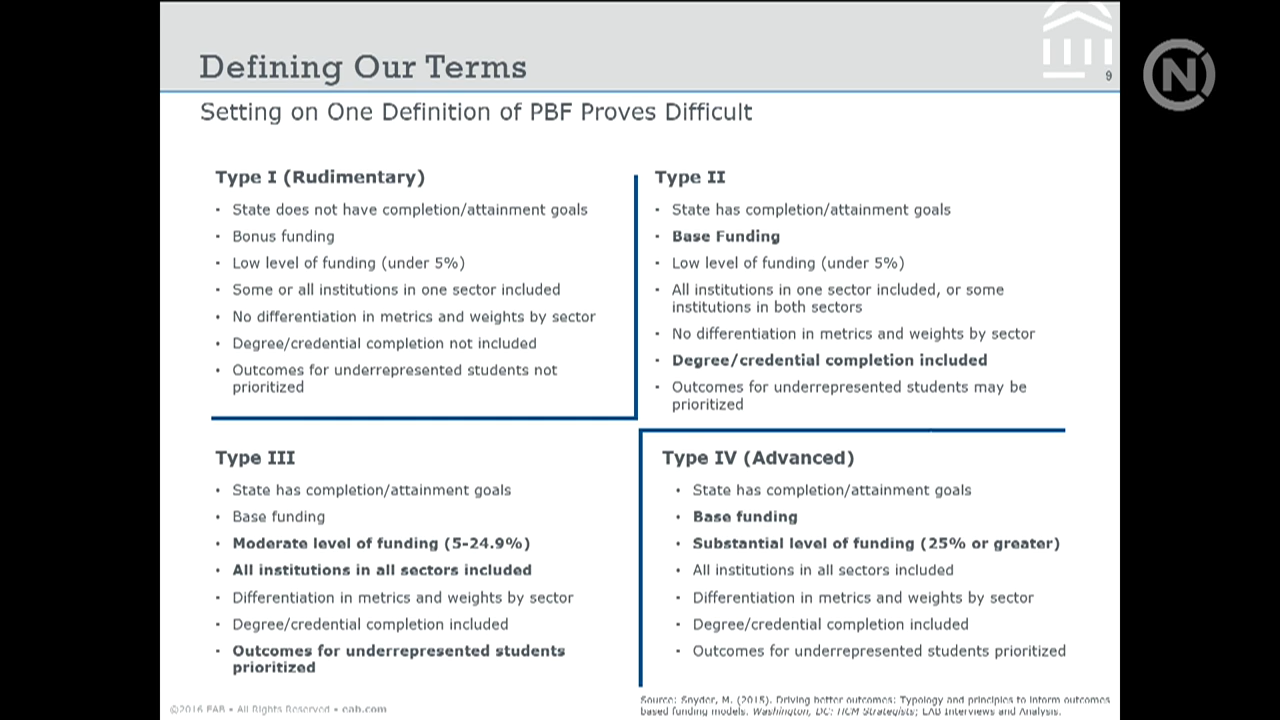 Defining Our Terms
9
N
Setting on One Definition of PBF Proves Difficult
Type I (Rudimentary)
• State does not have completion/attainment goals
• Bonus funding
• Low level of funding (under 5%)
• Some or all institutions in one sector included
• No differentiation in metrics and weights by sector
• Degree/credential completion not included
• Outcomes for underrepresented students not
prioritized
Type II
• State has completion/attainment goals
• Base Funding
• Low level of funding (under 5%)
• All institutions in one sector included, or some
institutions in both sectors
• No differentiation in metrics and weights by sector
• Degree/credential completion included
• Outcomes for underrepresented students may be
prioritized
Type III
• State has completion/attainment goals
• Base funding
• Moderate level of funding (5-24.9%)
• All institutions in all sectors included
• Differentiation in metrics and weights by sector
• Degree/credential completion included
• Outcomes for underrepresented students
prioritized
Type IV (Advanced)
• State has completion/attainment goals
• Base funding
• Substantial level of funding (25% or greater)
• All institutions in all sectors included
• Differentiation in metrics and weights by sector
• Degree/credential completion included
• Outcomes for underrepresented students prioritized
©2016 EAB • All Rights Reserved • eab.com
Source: Snyder, M. (2015). Driving better outcomes: Typology and principles to inform outcomes
based funding models. Washington, DC: HCM Strategists; EAB Interviews and Analysis.